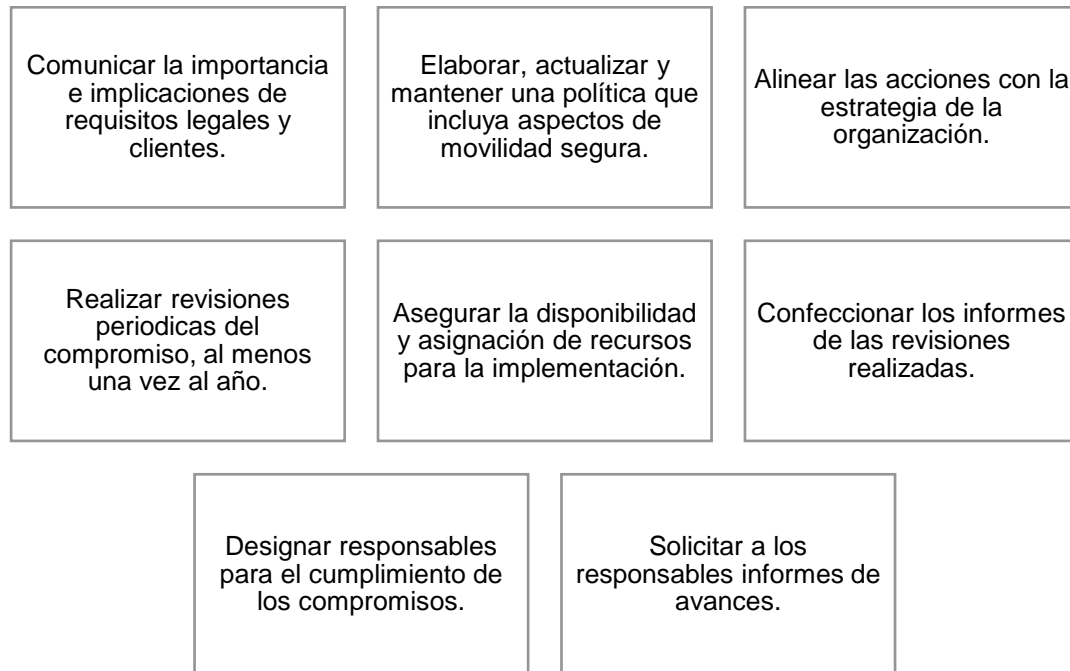 Comunicar la importancia
e implicaciones de
requisitos legales y
clientes.
Elaborar, actualizar y
mantener una política que
incluya aspectos de
movilidad segura.
Alinear las acciones con la
estrategia de la
organización.
Realizar revisiones
periodicas del
compromiso, al menos
una vez al año.
Asegurar la disponibilidad
y asignación de recursos
para la implementación.
Confeccionar los informes
de las revisiones
realizadas.
Designar responsables
para el cumplimiento de
los compromisos.
Solicitar a los
responsables informes de
avances.